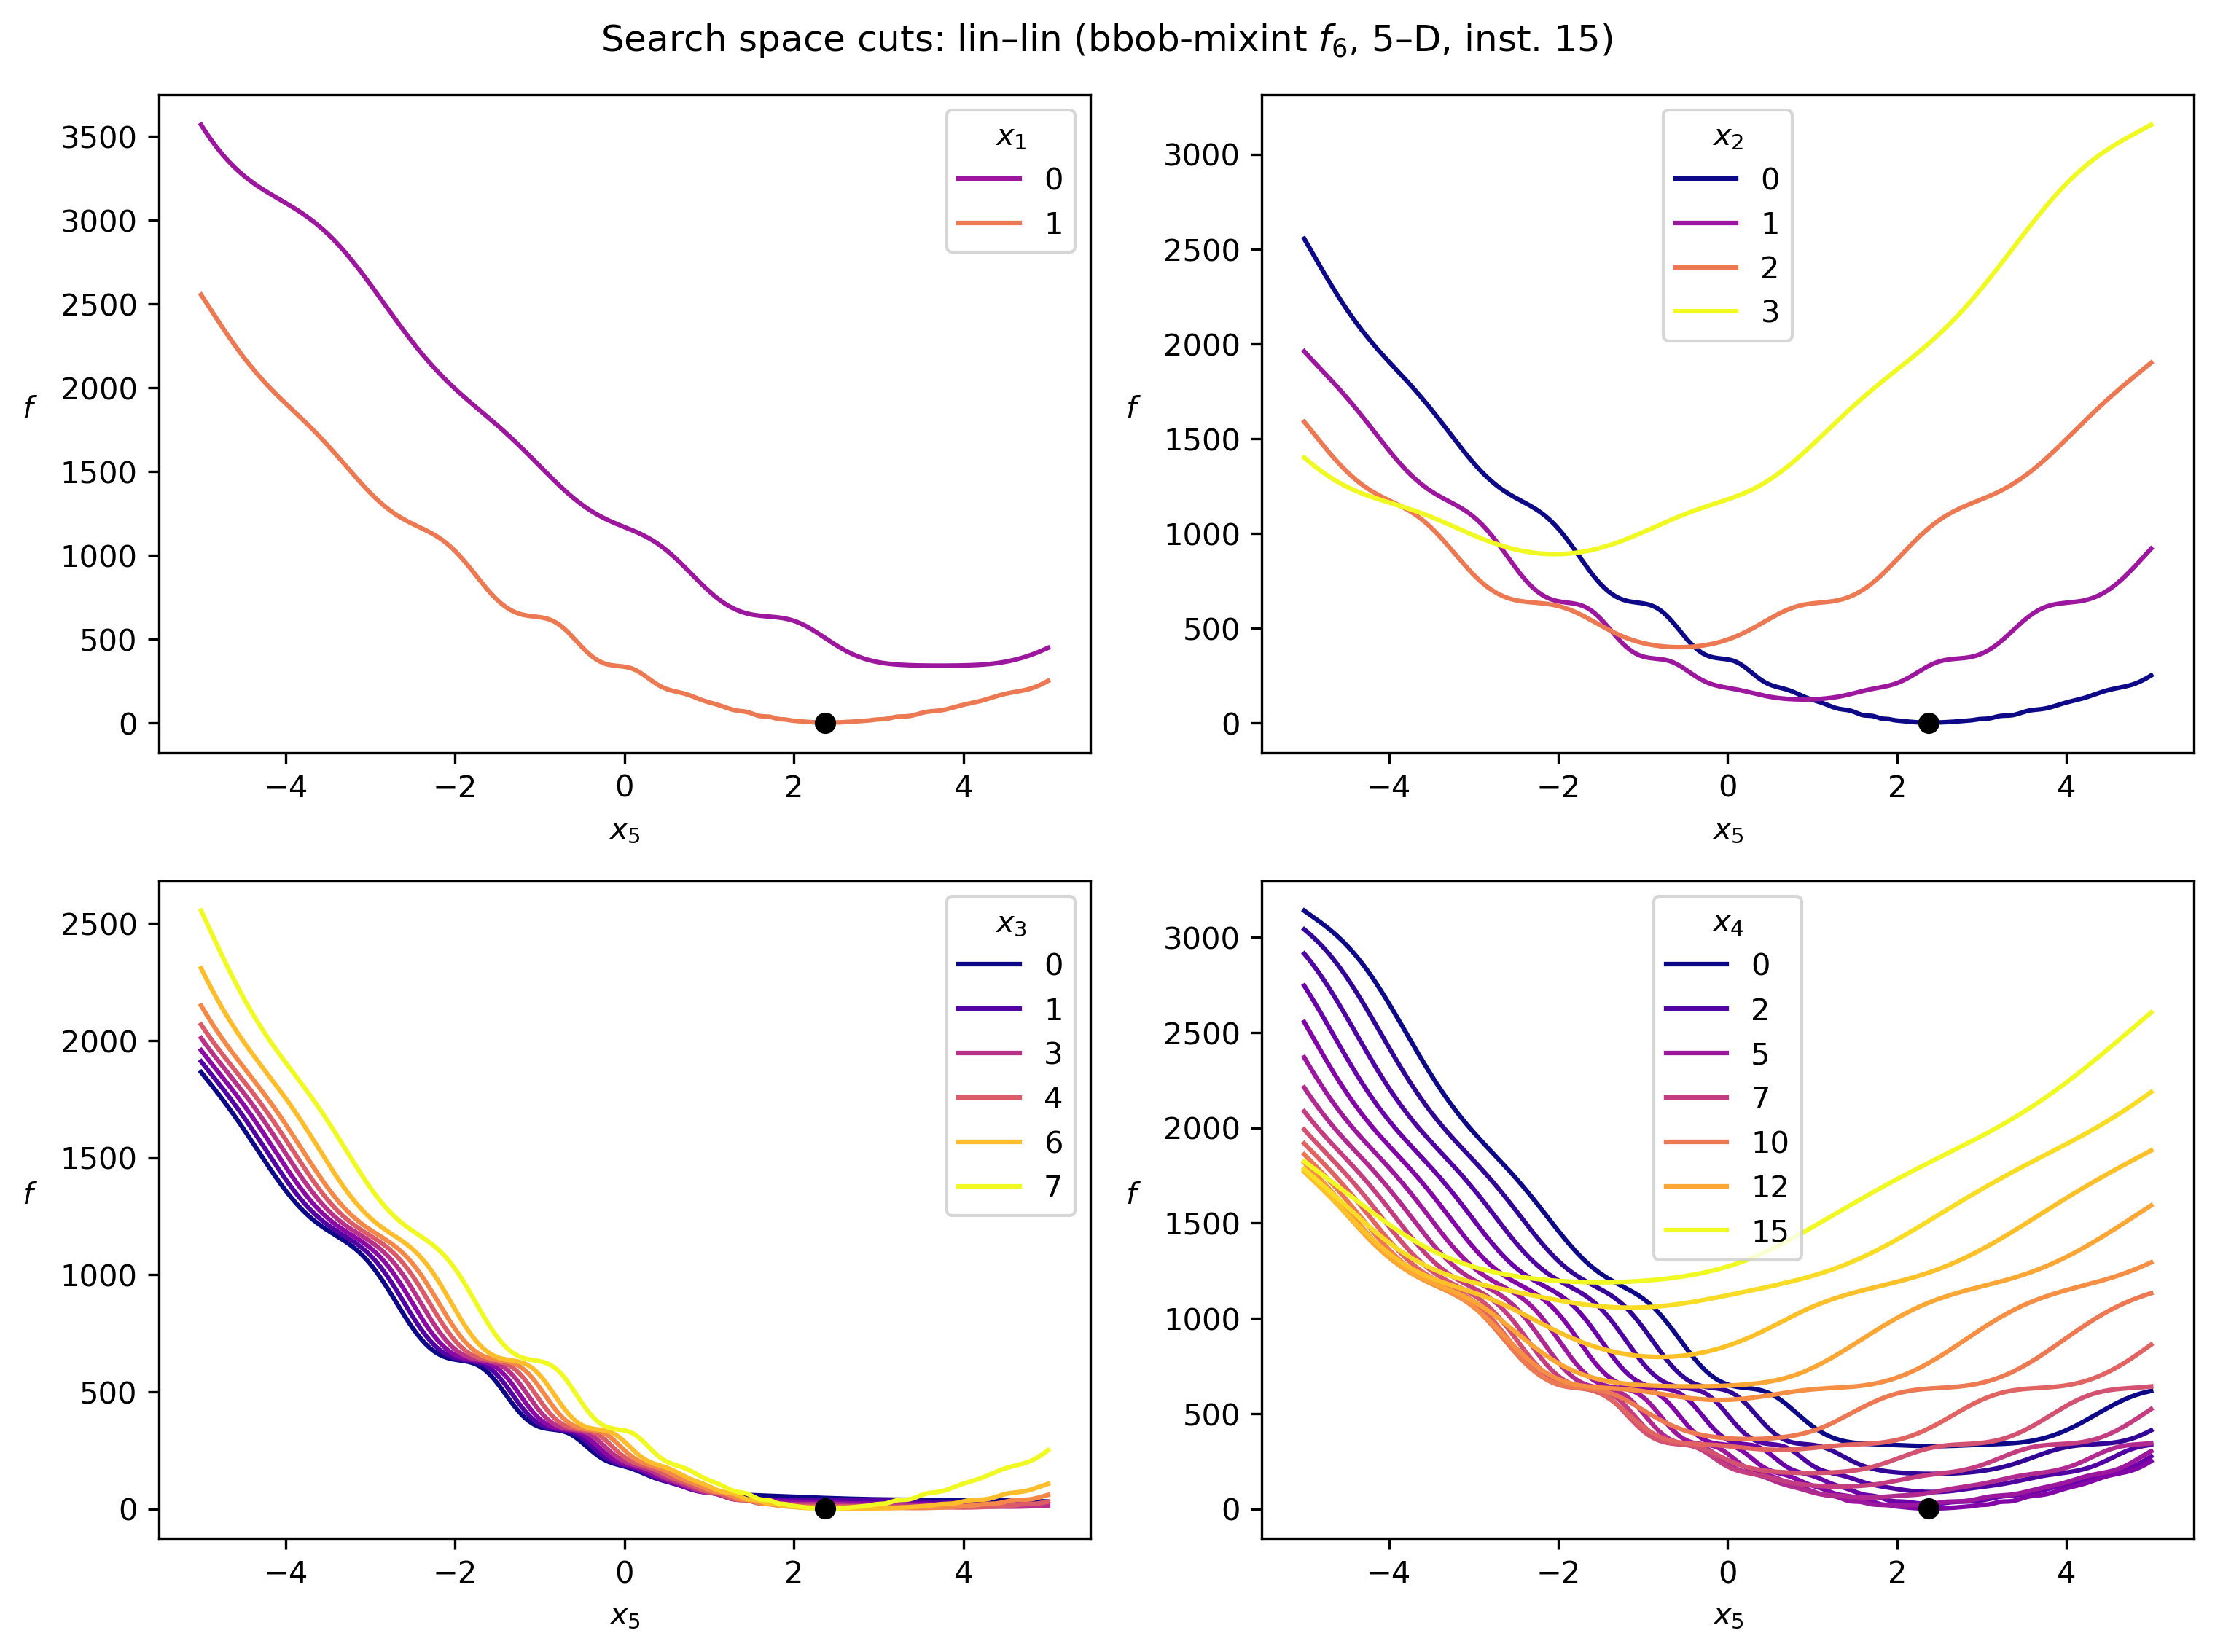 Search space cuts: lin–lin (bbob-mixint f₆, 5–D, inst. 15)
3500
3000
2500
2000
1500
1000
500
0
f
−4 −2 0 2 4
x₅
x₁
0
1
3000
2500
2000
1500
1000
500
0
f
−4 −2 0 2 4
x₅
x₂
0
1
2
3
2500
2000
1500
1000
500
0
f
−4 −2 0 2 4
x₅
x₃
0
1
3
4
6
7
3000
2500
2000
1500
1000
500
0
f
−4 −2 0 2 4
x₅
x₄
0
2
5
7
10
12
15